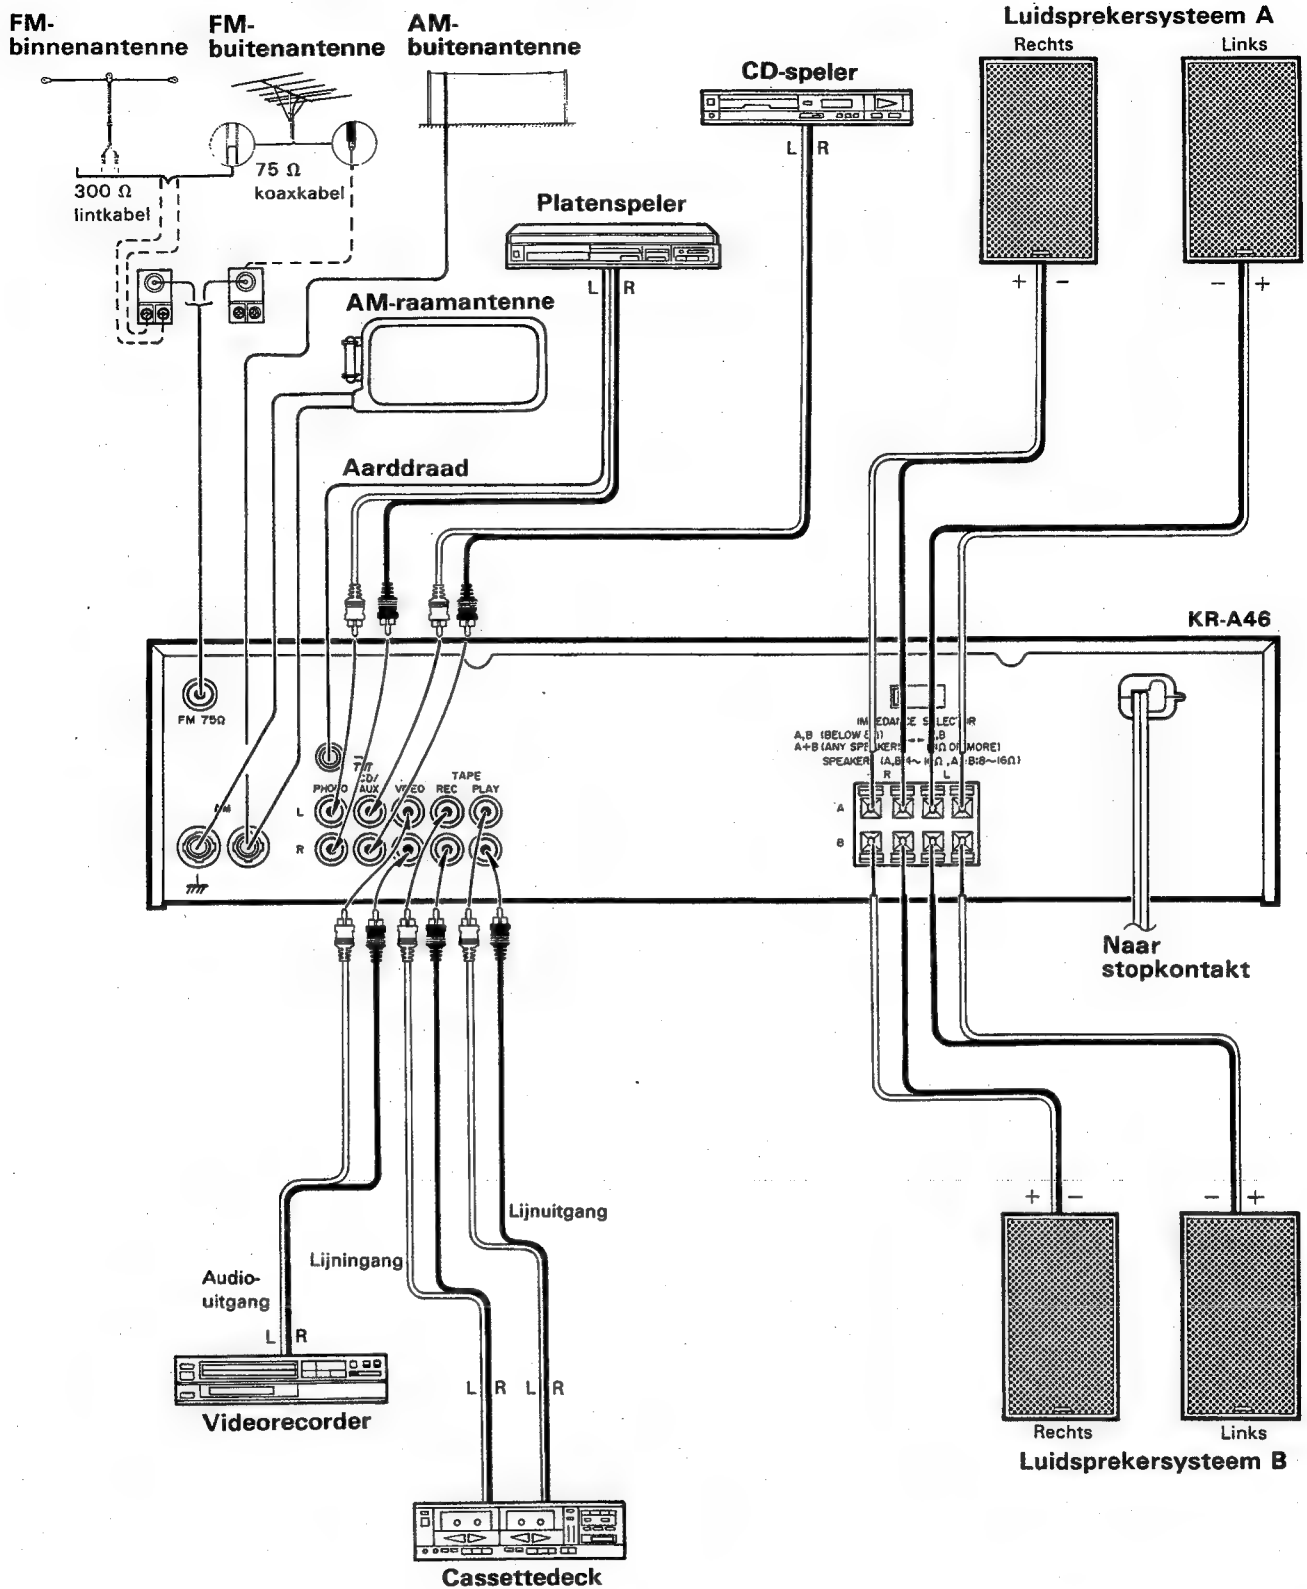 FM-
binnenantenne
FM-
buitenantenne
AM-
buitenantenne
Luidsprekersysteem A
Rechts
Links
CD-speler
L R
75 Ω
koaxkabel
300 Ω
lintkabel
Platenspeler
L R
+ -
- +
AM-raamantenne
Aarddraad
KR-A46
FM 75Ω
IMPEDANCE SELECTOR
SPEAKERS
R L
A
B
AM
PHONO
CD/
AUX
VIDEO
TAPE
REC PLAY
L
R
Naar
stopkontakt
Lijnuitgang
Lijningang
Audio-
uitgang
L R
Videorecorder
L R L R
Cassettedeck
+ -
- +
Rechts
Links
Luidsprekersysteem B